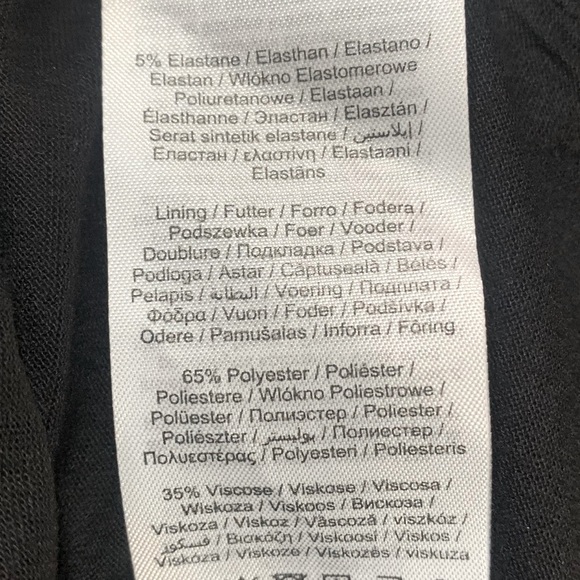 5% Elastane / Elasthan / Elastano /
Elastan / Włókno Elastomerowe
Poliuretanowe / Elastaan /
Élasthanne / Эластан / Elasztán /
Serat sintetik elastane / إيلاستين /
Еластан / ελαστίνη / Elastaani /
Elastāns
Lining / Futter / Forro / Fodera /
Podszewka / Foer / Vooder /
Doublure / Подкладка / Podstava /
Podloga / Astar / Căptuşeală / Bélés /
Pelapis / البطانة / Voering / Подплата /
Φόδρα / Vuori / Foder / Podšívka /
Odere / Pamušalas / Inforra / Fôring
65% Polyester / Poliéster /
Poliestere / Włókno Poliestrowe /
Polüester / Полиэстер / Poliester /
Poliészter / بوليستر / Полиестер /
Πολυεστέρας / Polyesteri / Poliesteris
35% Viscose / Viskose / Viscosa /
Wiskoza / Viskoos / Вискоза /
Viskoza / Viskoz / Vâscoză / viszkóz /
فسكوز / Βισκόζη / Viskoosi / Viskos /
Viskóza / Viskoze / Viskozės / viskuza